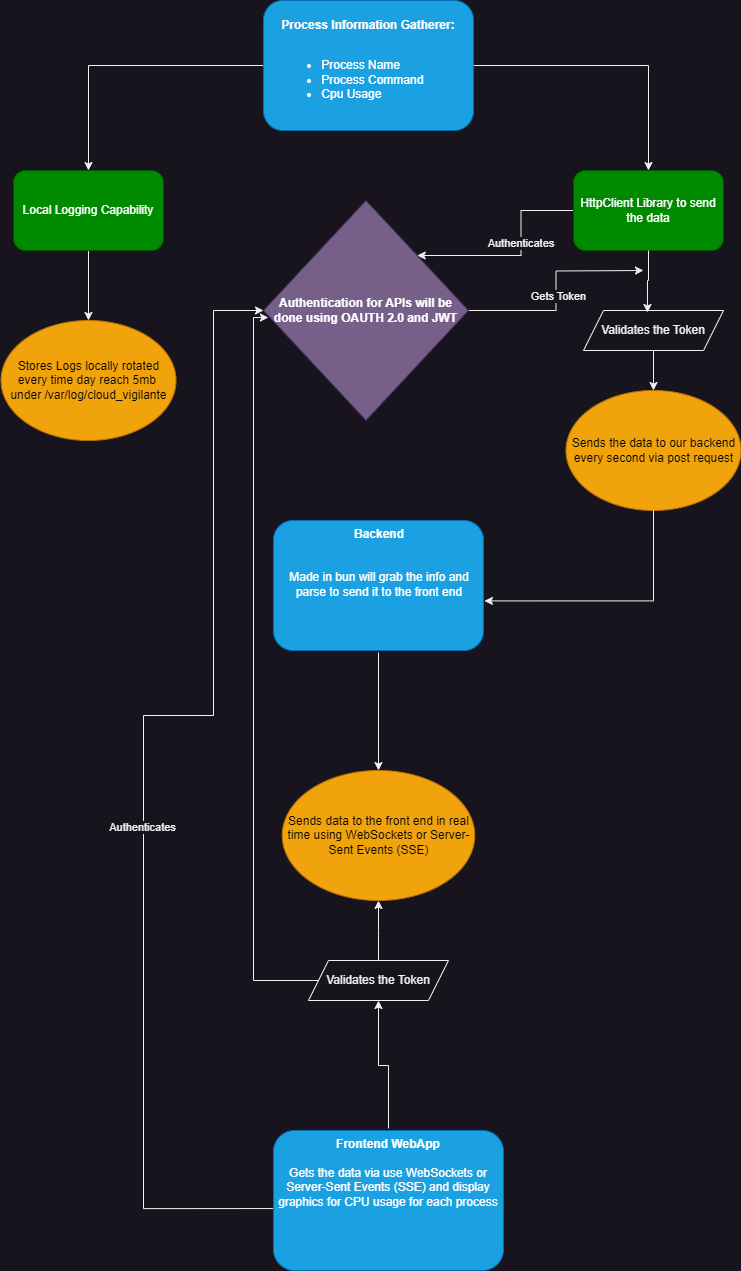 Process Information Gatherer:
• Process Name
• Process Command
• Cpu Usage
Local Logging Capability
HttpClient Library to send
the data
Authenticates
Gets Token
Authentication for APIs will be
done using OAUTH 2.0 and JWT
Validates the Token
Stores Logs locally rotated
every time day reach 5mb
under /var/log/cloud_vigilante
Sends the data to our backend
every second via post request
Backend
Made in bun will grab the info and
parse to send it to the front end
Sends data to the front end in real
time using WebSockets or Server-
Sent Events (SSE)
Authenticates
Validates the Token
Frontend WebApp
Gets the data via use WebSockets or
Server-Sent Events (SSE) and display
graphics for CPU usage for each process